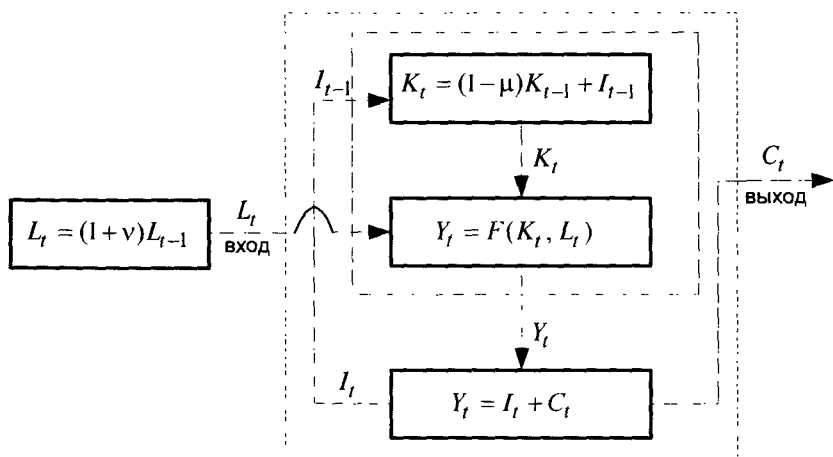 I_{t-1}
K_t = (1-μ)K_{t-1} + I_{t-1}
K_t
C_t
выход
L_t = (1+ν)L_{t-1}
L_t
вход
Y_t = F(K_t, L_t)
Y_t
I_t
Y_t = I_t + C_t